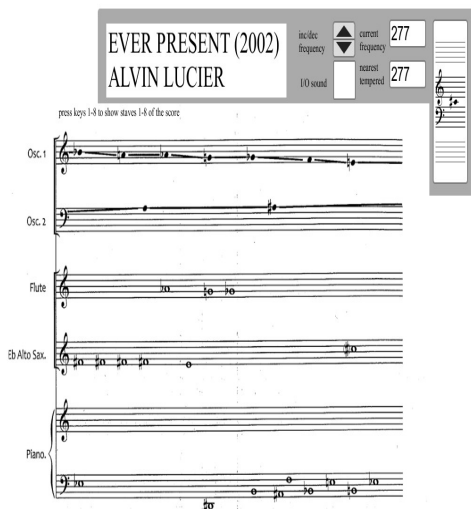 EVER PRESENT (2002)
ALVIN LUCIER
inc/dec
frequency
current
frequency
277
I/O sound
nearest
tempered
277
press keys 1-8 to show staves 1-8 of the score
Osc. 1
Osc. 2
Flute
Eb Alto Sax.
Piano.